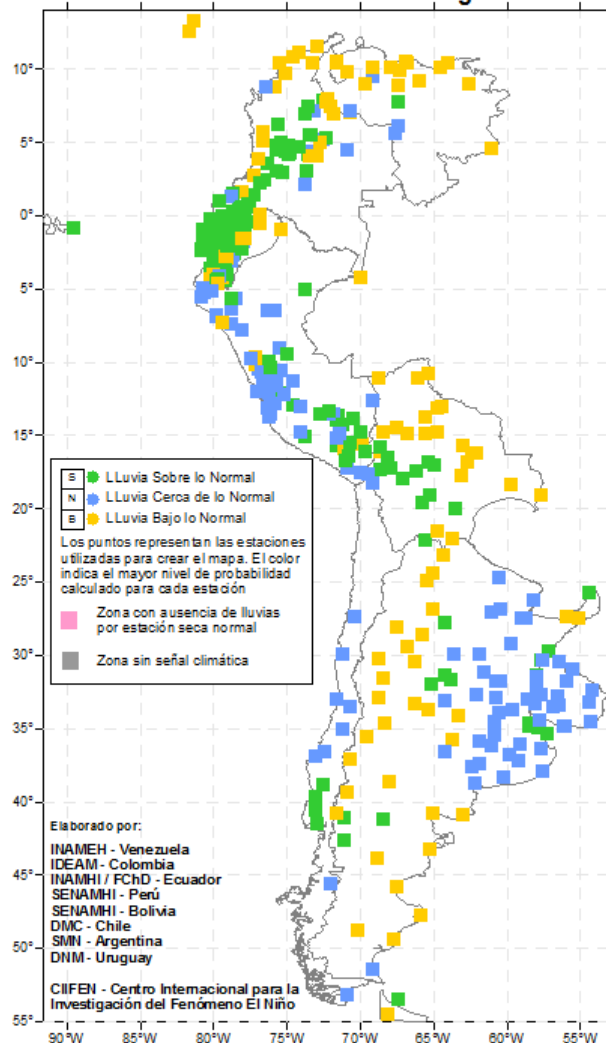 10°
5°
0°
5°
10°
15°
20°
25°
30°
35°
40°
45°
50°
55°
S LLuvia Sobre lo Normal
N LLuvia Cerca de lo Normal
B LLuvia Bajo lo Normal
Los puntos representan las estaciones
utilizadas para crear el mapa. El color
indica el mayor nivel de probabilidad
calculado para cada estación
Zona con ausencia de lluvias
por estación seca normal
Zona sin señal climática
Elaborado por:
INAMEH - Venezuela
IDEAM - Colombia
INAMHI / FChD - Ecuador
SENAMHI - Perú
SENAMHI - Bolivia
DMC - Chile
SMN - Argentina
DNM - Uruguay
CIIFEN - Centro Internacional para la
Investigación del Fenómeno El Niño
90°W 85°W 80°W 75°W 70°W 65°W 60°W 55°W